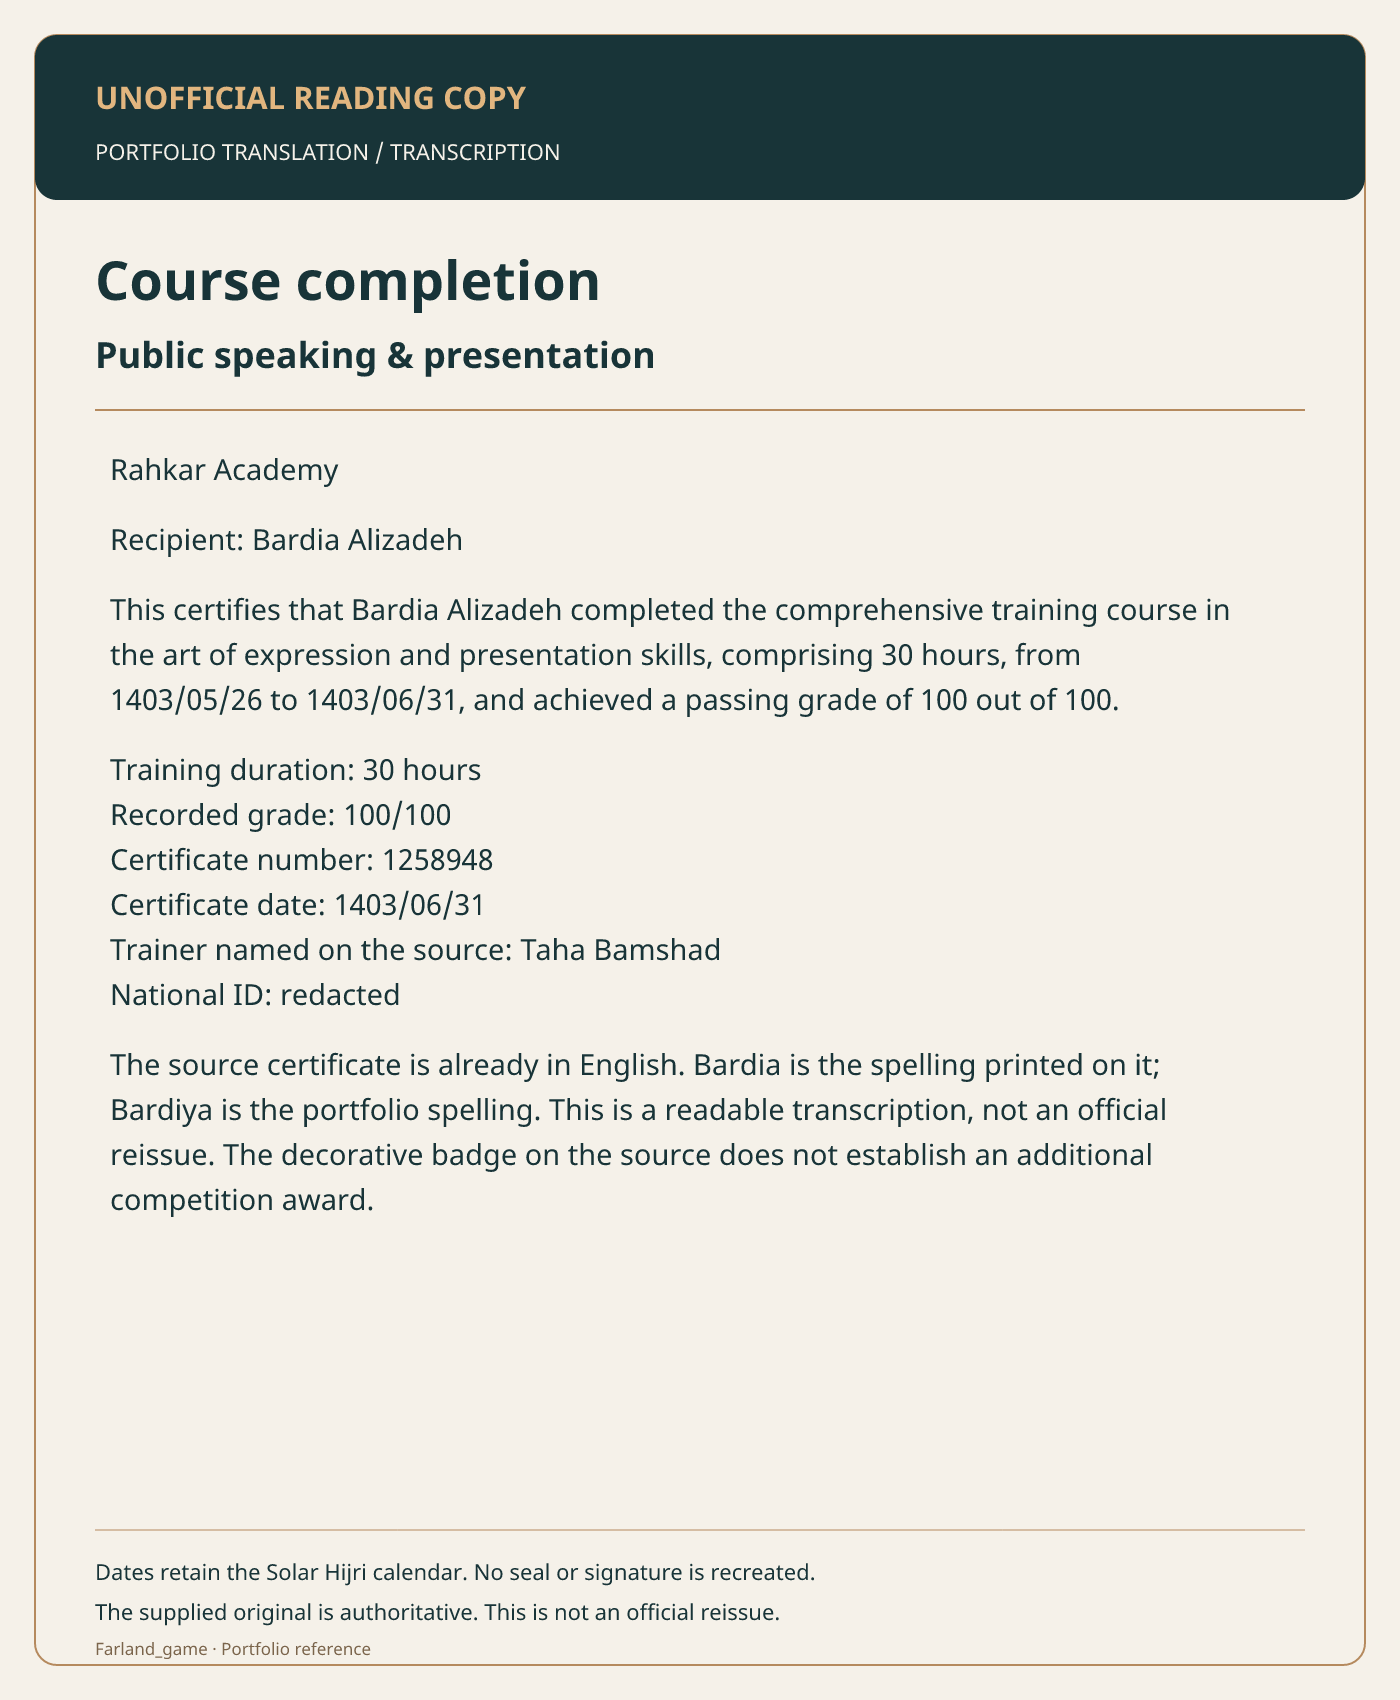 UNOFFICIAL READING COPY
PORTFOLIO TRANSLATION / TRANSCRIPTION
Course completion
Public speaking & presentation
Rahkar Academy
Recipient: Bardia Alizadeh
This certifies that Bardia Alizadeh completed the comprehensive training course in
the art of expression and presentation skills, comprising 30 hours, from
1403/05/26 to 1403/06/31, and achieved a passing grade of 100 out of 100.
Training duration: 30 hours
Recorded grade: 100/100
Certificate number: 1258948
Certificate date: 1403/06/31
Trainer named on the source: Taha Bamshad
National ID: redacted
The source certificate is already in English. Bardia is the spelling printed on it;
Bardiya is the portfolio spelling. This is a readable transcription, not an official
reissue. The decorative badge on the source does not establish an additional
competition award.
Dates retain the Solar Hijri calendar. No seal or signature is recreated.
The supplied original is authoritative. This is not an official reissue.
Farland_game · Portfolio reference